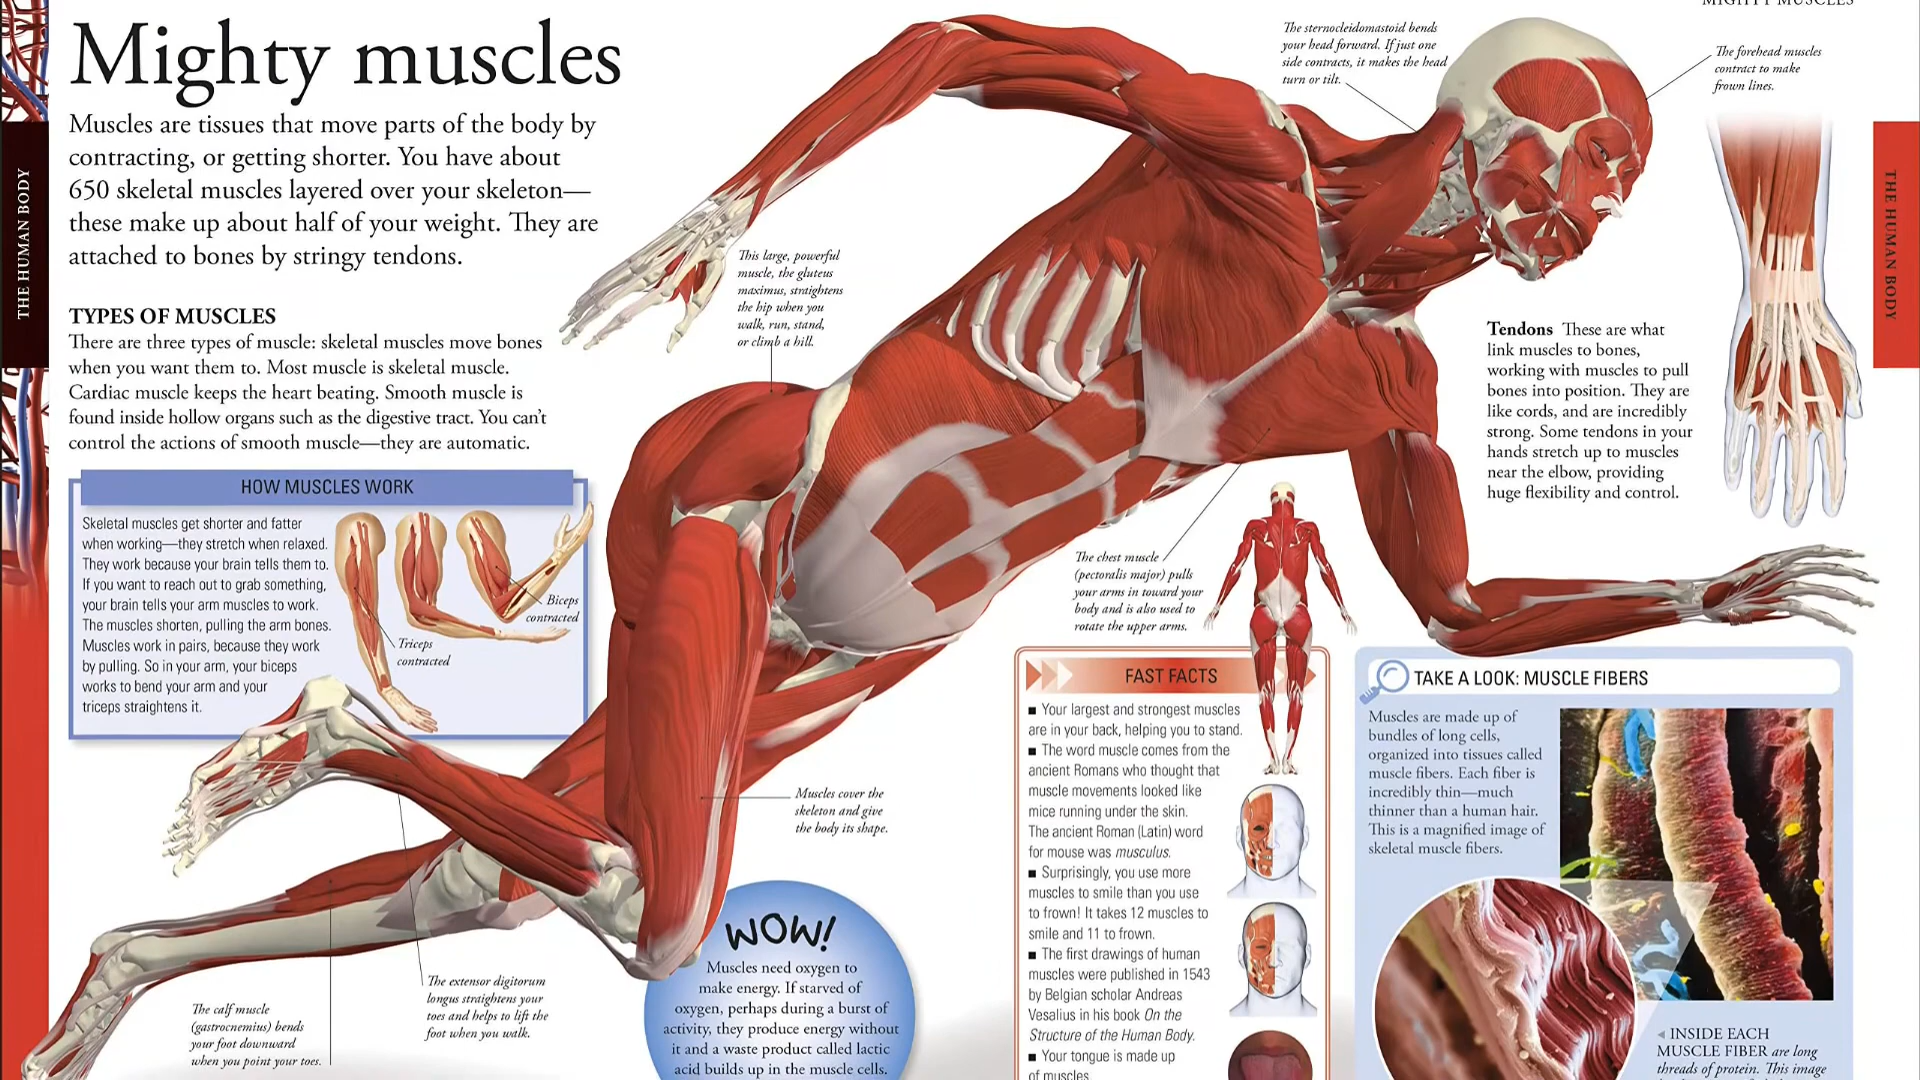 MIGHTY MUSCLES
Mighty muscles
Muscles are tissues that move parts of the body by
contracting, or getting shorter. You have about
650 skeletal muscles layered over your skeleton—
these make up about half of your weight. They are
attached to bones by stringy tendons.
THE HUMAN BODY
TYPES OF MUSCLES
There are three types of muscle: skeletal muscles move bones
when you want them to. Most muscle is skeletal muscle.
Cardiac muscle keeps the heart beating. Smooth muscle is
found inside hollow organs such as the digestive tract. You can't
control the actions of smooth muscle—they are automatic.
HOW MUSCLES WORK
Skeletal muscles get shorter and fatter
when working—they stretch when relaxed.
They work because your brain tells them to.
If you want to reach out to grab something,
your brain tells your arm muscles to work.
The muscles shorten, pulling the arm bones.
Muscles work in pairs, because they work
by pulling. So in your arm, your biceps
works to bend your arm and your
triceps straightens it.
Triceps
contracted
Biceps
contracted
This large, powerful
muscle, the gluteus
maximus, straightens
the hip when you
walk, run, stand,
or climb a hill.
The sternocleidomastoid bends
your head forward. If just one
side contracts, it makes the head
turn or tilt.
The forehead muscles
contract to make
frown lines.
THE HUMAN BODY
Tendons These are what
link muscles to bones,
working with muscles to pull
bones into position. They are
like cords, and are incredibly
strong. Some tendons in your
hands stretch up to muscles
near the elbow, providing
huge flexibility and control.
The chest muscle
(pectoralis major) pulls
your arms in toward your
body and is also used to
rotate the upper arms.
Muscles cover the
skeleton and give
the body its shape.
The calf muscle
(gastrocnemius) bends
your foot downward
when you point your toes.
The extensor digitorum
longus straightens your
toes and helps to lift the
foot when you walk.
WOW!
Muscles need oxygen to
make energy. If starved of
oxygen, perhaps during a burst of
activity, they produce energy without
it and a waste product called lactic
acid builds up in the muscle cells.
FAST FACTS
■ Your largest and strongest muscles
are in your back, helping you to stand.
■ The word muscle comes from the
ancient Romans who thought that
muscle movements looked like
mice running under the skin.
The ancient Roman (Latin) word
for mouse was musculus.
■ Surprisingly, you use more
muscles to smile than you use
to frown! It takes 12 muscles to
smile and 11 to frown.
■ The first drawings of human
muscles were published in 1543
by Belgian scholar Andreas
Vesalius in his book On the
Structure of the Human Body.
■ Your tongue is made up
of muscles
TAKE A LOOK: MUSCLE FIBERS
Muscles are made up of
bundles of long cells,
organized into tissues called
muscle fibers. Each fiber is
incredibly thin—much
thinner than a human hair.
This is a magnified image of
skeletal muscle fibers.
◂ INSIDE EACH
MUSCLE FIBER are long
threads of protein. This image